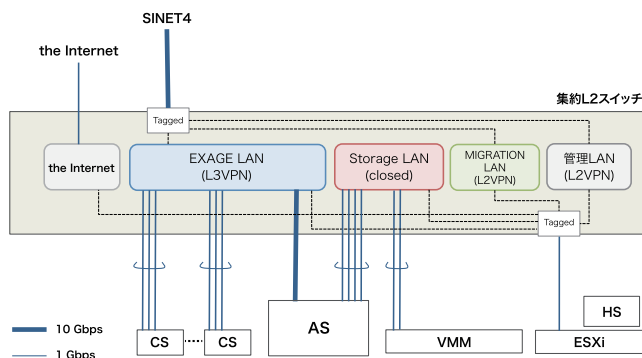 SINET4
the Internet
集約L2スイッチ
Tagged
the Internet
EXAGE LAN
(L3VPN)
Storage LAN
(closed)
MIGRATION
LAN
(L2VPN)
管理LAN
(L2VPN)
Tagged
10 Gbps
1 Gbps
CS
CS
AS
VMM
HS
ESXi